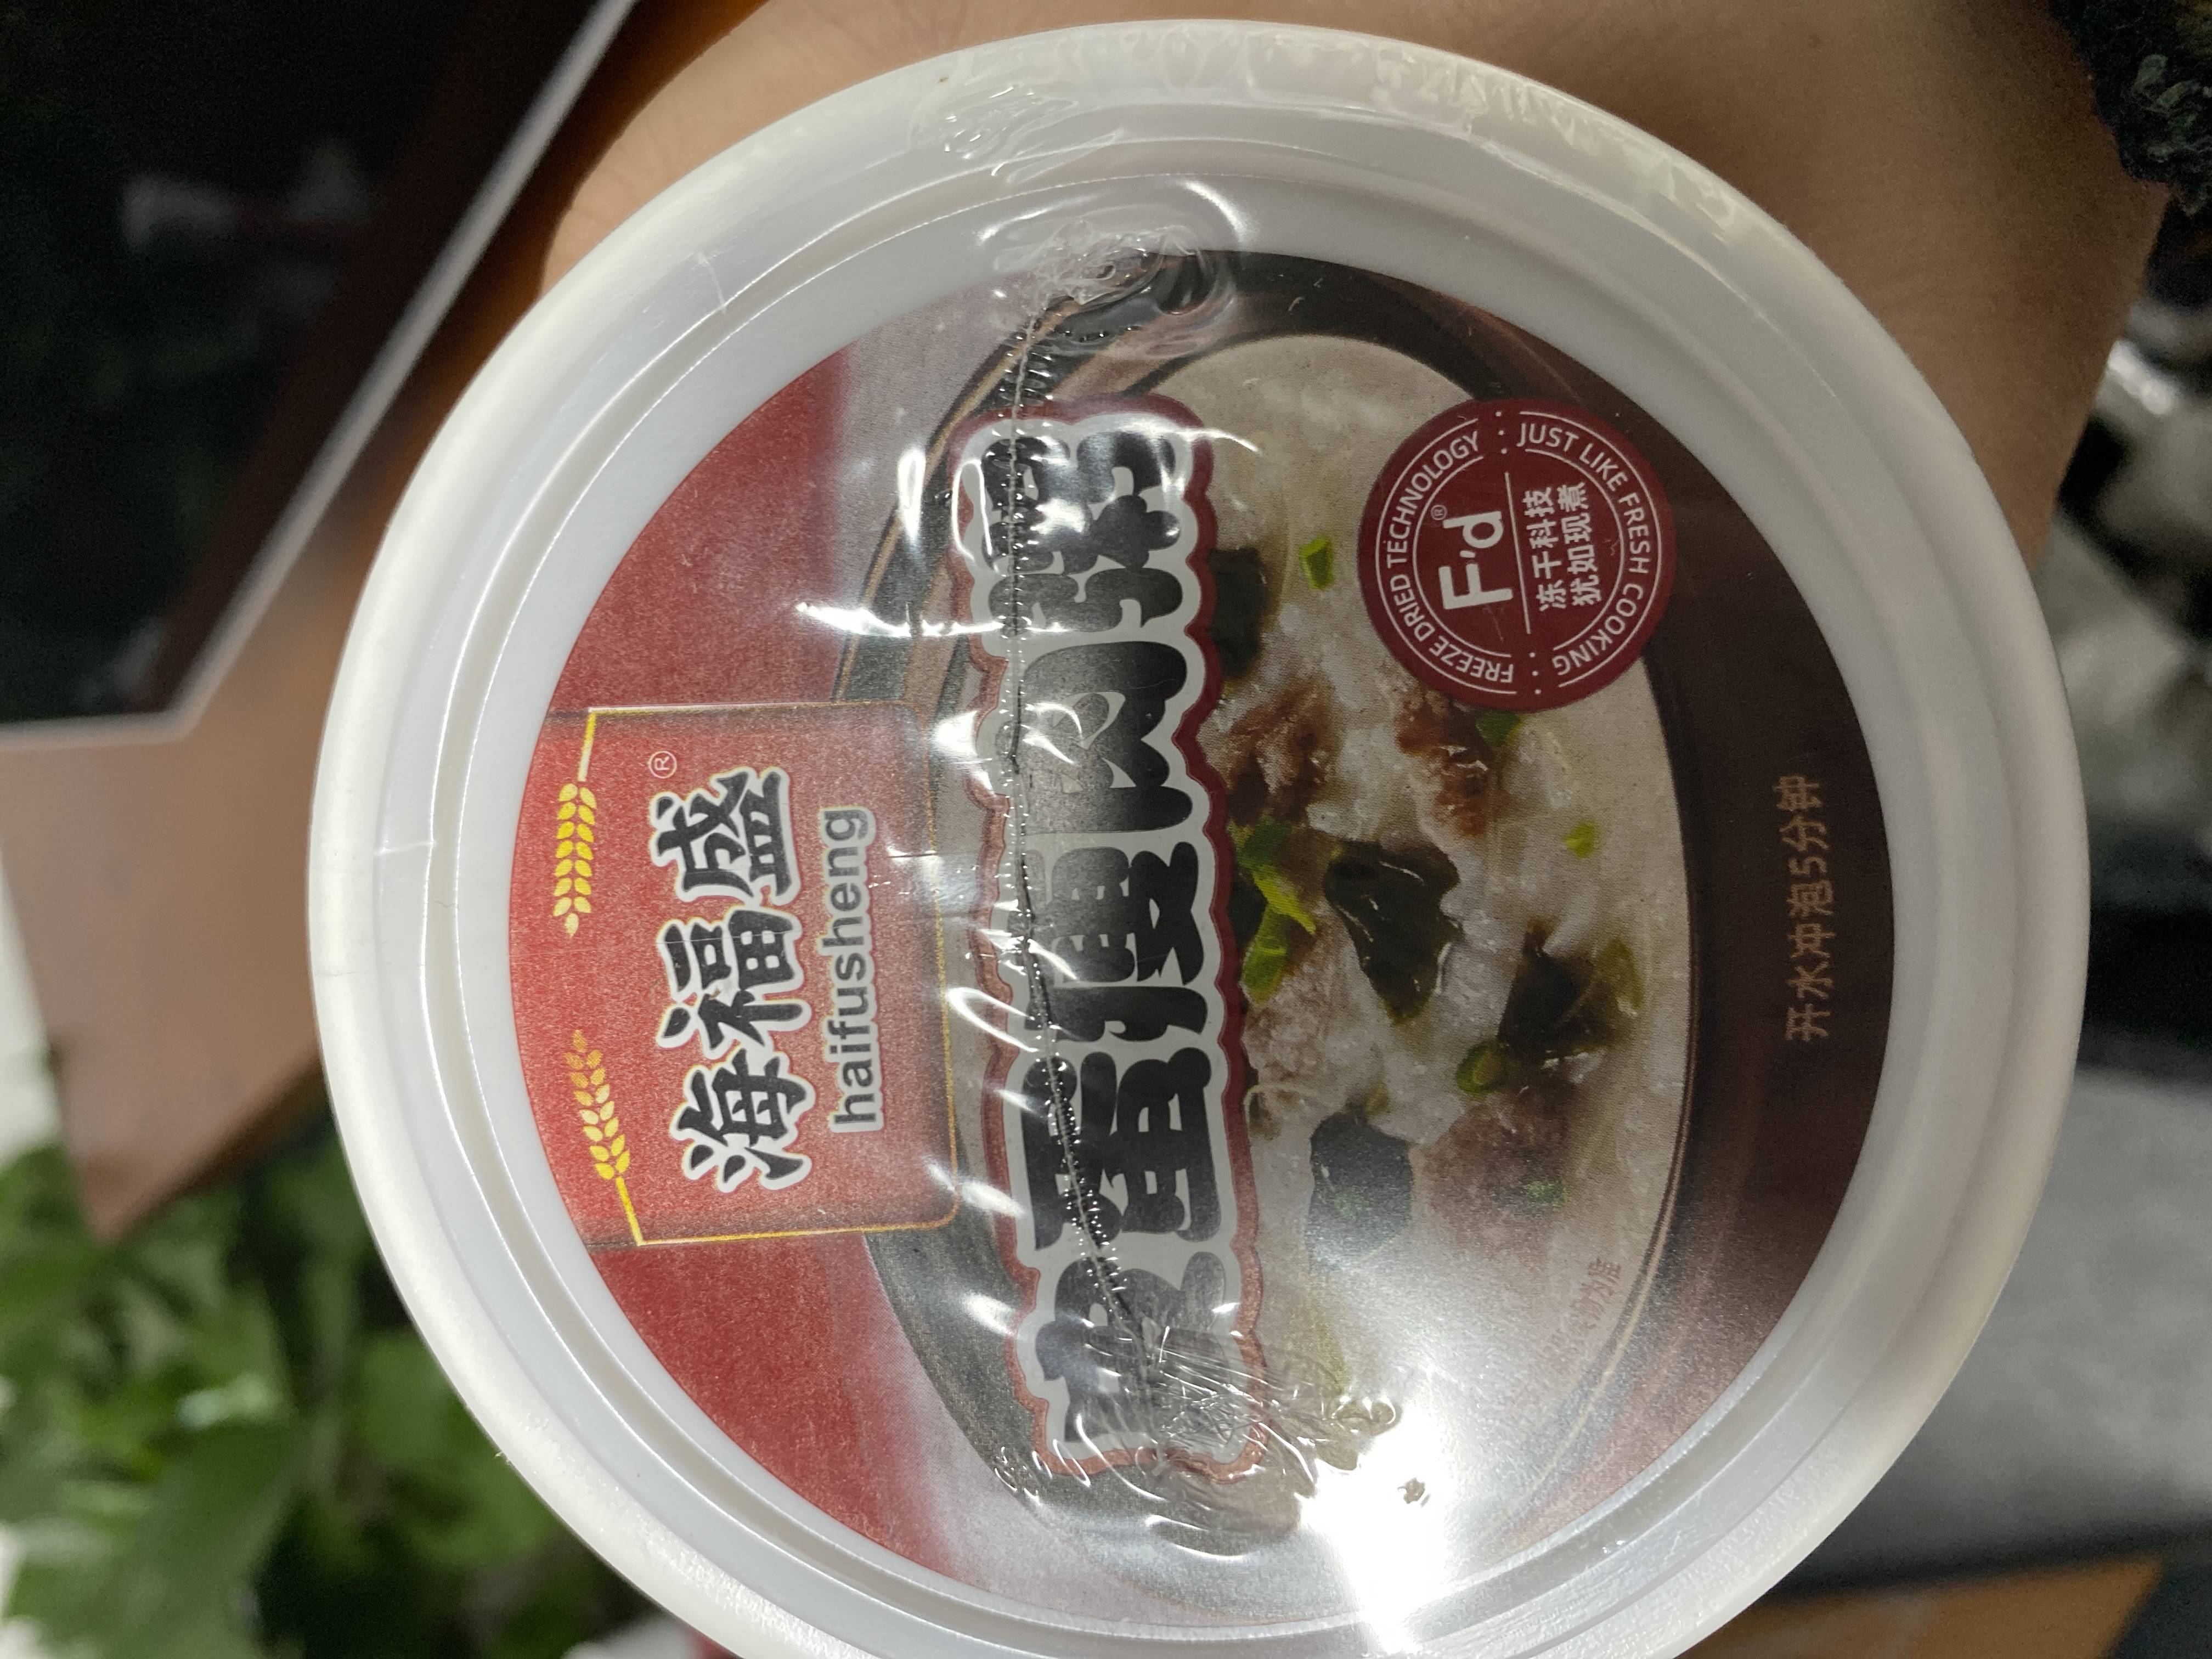 海福盛®
haifusheng
皮蛋瘦肉粥
FREEZE DRIED TECHNOLOGY
F'd®
冻干科技
犹如现煮
JUST LIKE FRESH COOKING
开水冲泡5分钟